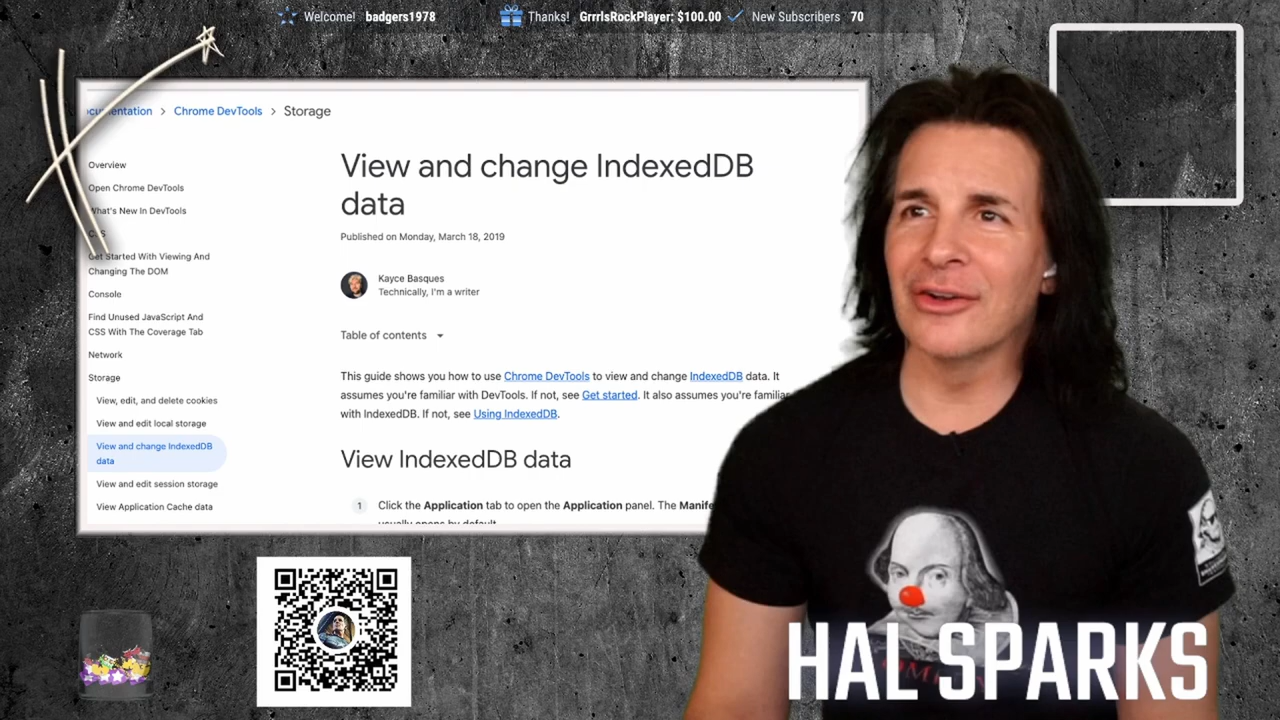 Welcome! badgers1978
Thanks! GrrrlsRockPlayer: $100.00
New Subscribers 70
Chrome DevTools > Storage
Overview
Open Chrome DevTools
What's New In DevTools
Get Started With Viewing And
Changing The DOM
Console
Find Unused JavaScript And
CSS With The Coverage Tab
Network
Storage
View, edit, and delete cookies
View and edit local storage
View and change IndexedDB
data
View and edit session storage
View Application Cache data
View and change IndexedDB
data
Published on Monday, March 18, 2019
Kayce Basques
Technically, I'm a writer
Table of contents
This guide shows you how to use Chrome DevTools to view and change IndexedDB data. It
assumes you're familiar with DevTools. If not, see Get started. It also assumes you're familiar
with IndexedDB. If not, see Using IndexedDB.
View IndexedDB data
1 Click the Application tab to open the Application panel. The
usually opens by default.
HAL SPARKS